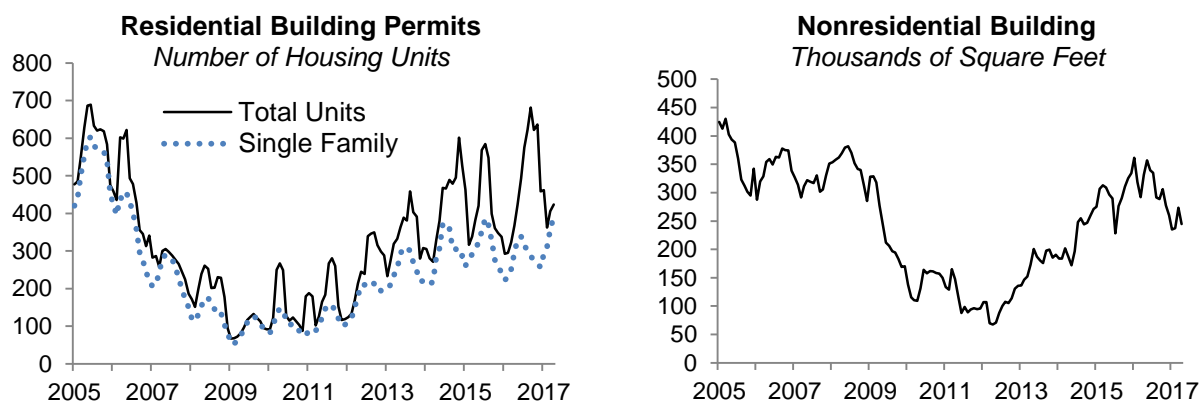 Residential Building Permits
Number of Housing Units
800
700
600
500
400
300
200
100
0
Total Units
Single Family
2005 2007 2009 2011 2013 2015 2017
Nonresidential Building
Thousands of Square Feet
500
450
400
350
300
250
200
150
100
50
0
2005 2007 2009 2011 2013 2015 2017